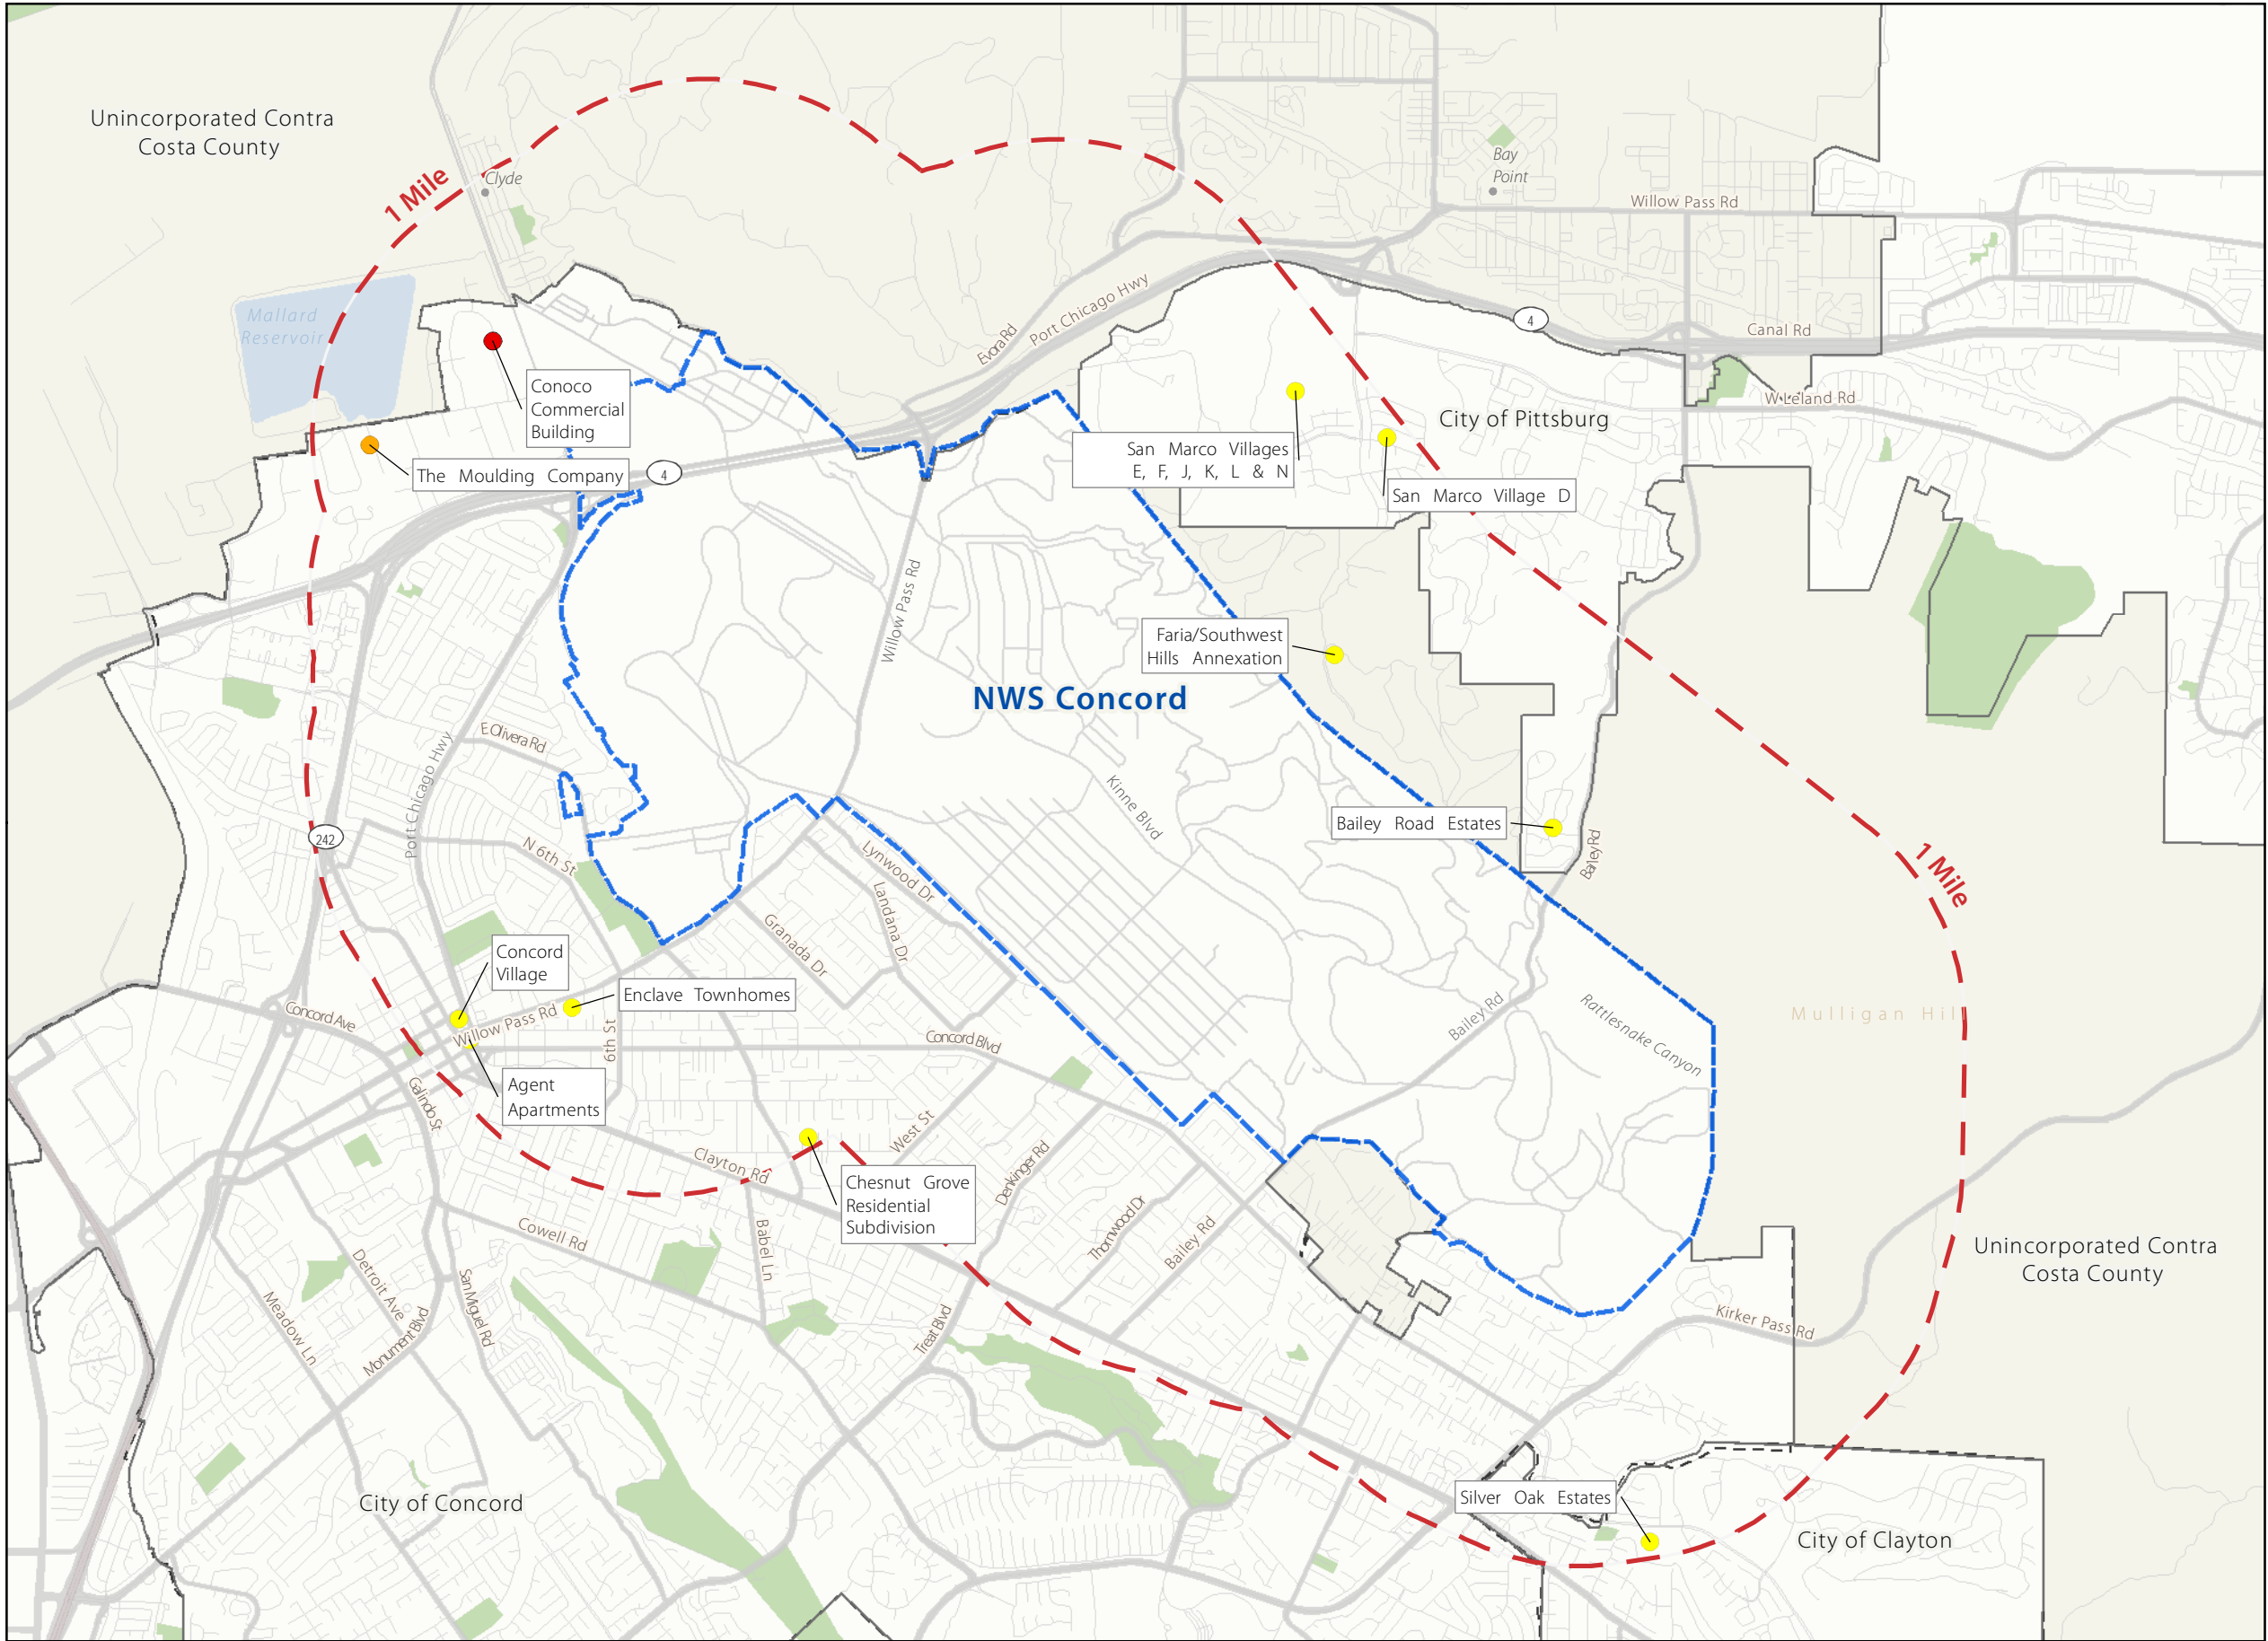 Unincorporated Contra
Costa County
1 Mile
Clyde
Bay
Point
Willow Pass Rd
Mallard
Reservoir
Evora Rd
Port Chicago Hwy
4
Canal Rd
W Leland Rd
Conoco
Commercial
Building
The Moulding Company
4
San Marco Villages
E, F, J, K, L & N
City of Pittsburg
San Marco Village D
Willow Pass Rd
Faria/Southwest
Hills Annexation
NWS Concord
E Olivera Rd
Port Chicago Hwy
Kinne Blvd
Bailey Road Estates
Bailey Rd
242
N 6th St
Lynwood Dr
Landana Dr
Granada Dr
1 Mile
Concord
Village
Enclave Townhomes
Concord Ave
Willow Pass Rd
6th St
Concord Blvd
Bailey Rd
Rattlesnake Canyon
Mulligan Hill
Galindo St
Agent
Apartments
Clayton Rd
West St
Denkinger Rd
Chesnut Grove
Residential
Subdivision
Thornwood Dr
Bailey Rd
Cowell Rd
Babel Ln
Detroit Ave
San Miguel Rd
Meadow Ln
Monument Blvd
Treat Blvd
Unincorporated Contra
Costa County
Kirker Pass Rd
City of Concord
Silver Oak Estates
City of Clayton